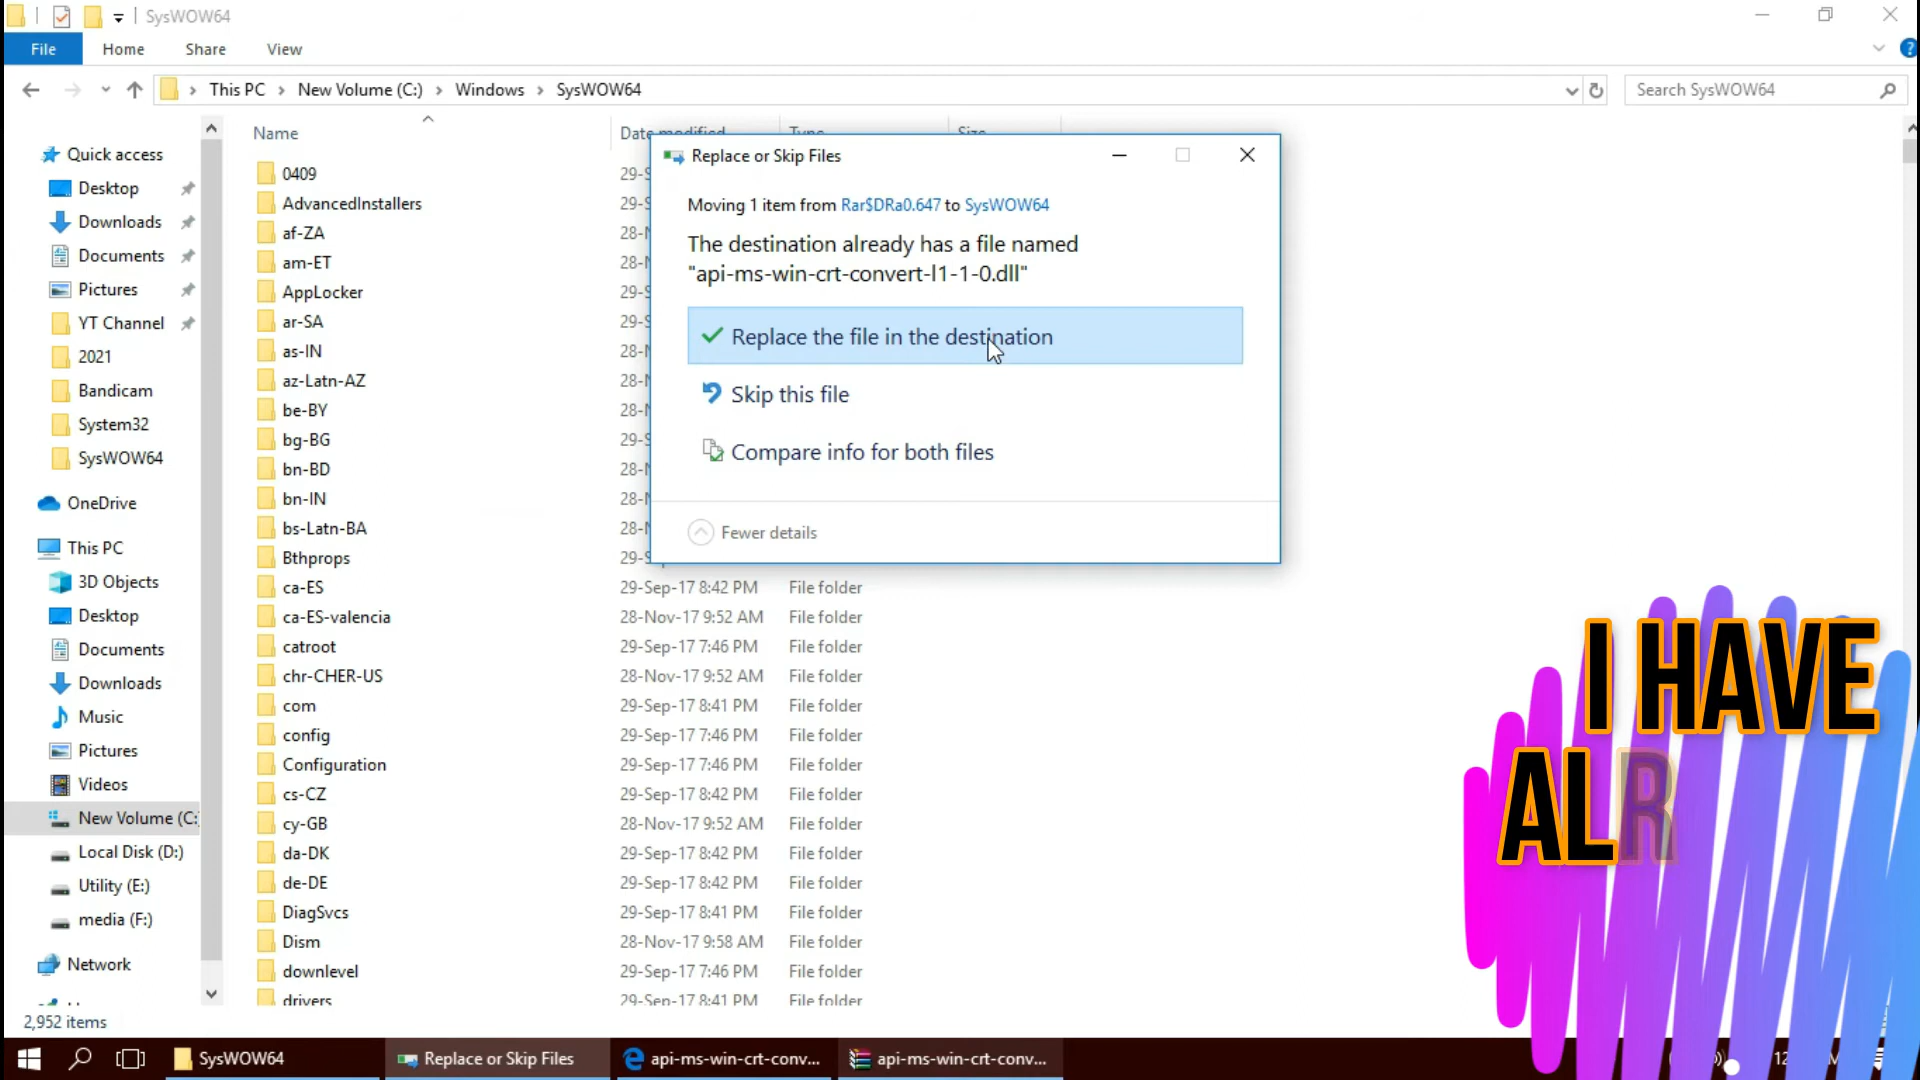 SysWOW64
File Home Share View
This PC New Volume (C:) Windows SysWOW64
Search SysWOW64
Name Date modified Type Size
Quick access
Desktop
Downloads
Documents
Pictures
YT Channel
2021
Bandicam
System32
SysWOW64
OneDrive
This PC
3D Objects
Desktop
Documents
Downloads
Music
Pictures
Videos
New Volume (C:)
Local Disk (D:)
Utility (E:)
media (F:)
Network
0409
AdvancedInstallers
af-ZA
am-ET
AppLocker
ar-SA
as-IN
az-Latn-AZ
be-BY
bg-BG
bn-BD
bn-IN
bs-Latn-BA
Bthprops
ca-ES 29-Sep-17 8:42 PM File folder
ca-ES-valencia 28-Nov-17 9:52 AM File folder
catroot 29-Sep-17 7:46 PM File folder
chr-CHER-US 28-Nov-17 9:52 AM File folder
com 29-Sep-17 8:41 PM File folder
config 29-Sep-17 7:46 PM File folder
Configuration 29-Sep-17 7:46 PM File folder
cs-CZ 29-Sep-17 8:42 PM File folder
cy-GB 28-Nov-17 9:52 AM File folder
da-DK 29-Sep-17 8:42 PM File folder
de-DE 29-Sep-17 8:42 PM File folder
DiagSvcs 29-Sep-17 8:41 PM File folder
Dism 28-Nov-17 9:58 AM File folder
downlevel 29-Sep-17 7:46 PM File folder
drivers 29-Sep-17 8:41 PM File folder
Replace or Skip Files
Moving 1 item from Rar$DRa0.647 to SysWOW64
The destination already has a file named
"api-ms-win-crt-convert-l1-1-0.dll"
Replace the file in the destination
Skip this file
Compare info for both files
Fewer details
I HAVE
ALR
2,952 items
SysWOW64 Replace or Skip Files api-ms-win-crt-conv... api-ms-win-crt-conv...